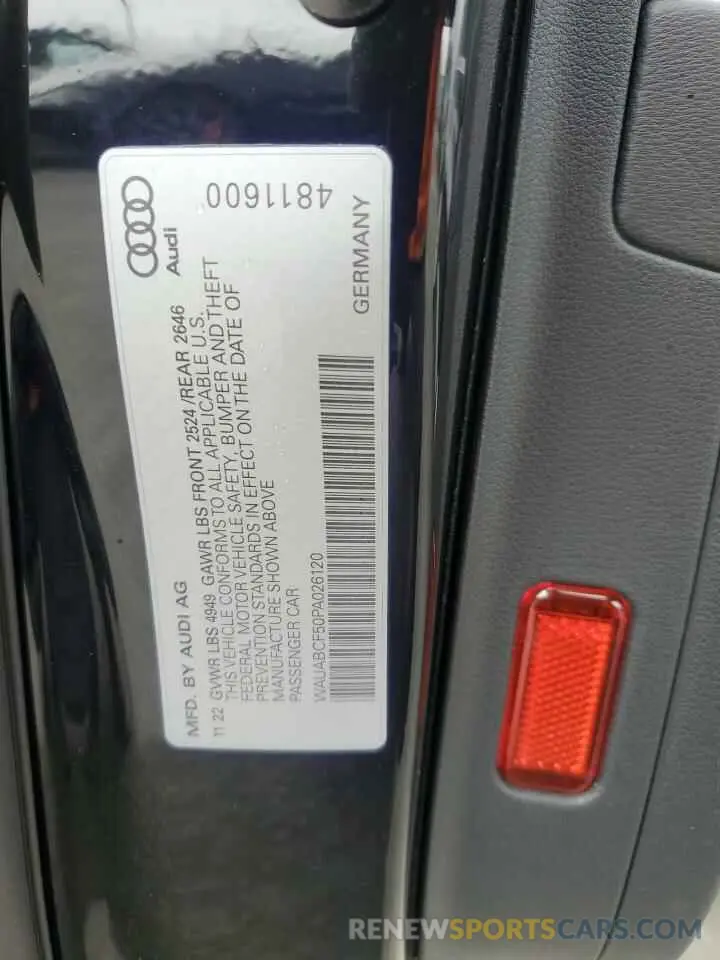 MFD. BY AUDI AG
Audi
11 22 GVWR LBS 4949 GAWR LBS FRONT 2524 /REAR 2646
THIS VEHICLE CONFORMS TO ALL APPLICABLE U.S.
FEDERAL MOTOR VEHICLE SAFETY, BUMPER AND THEFT
PREVENTION STANDARDS IN EFFECT ON THE DATE OF
MANUFACTURE SHOWN ABOVE
PASSENGER CAR
WAUABCF50PA026120
GERMANY
4811600
RENEWSPORTSCARS.COM